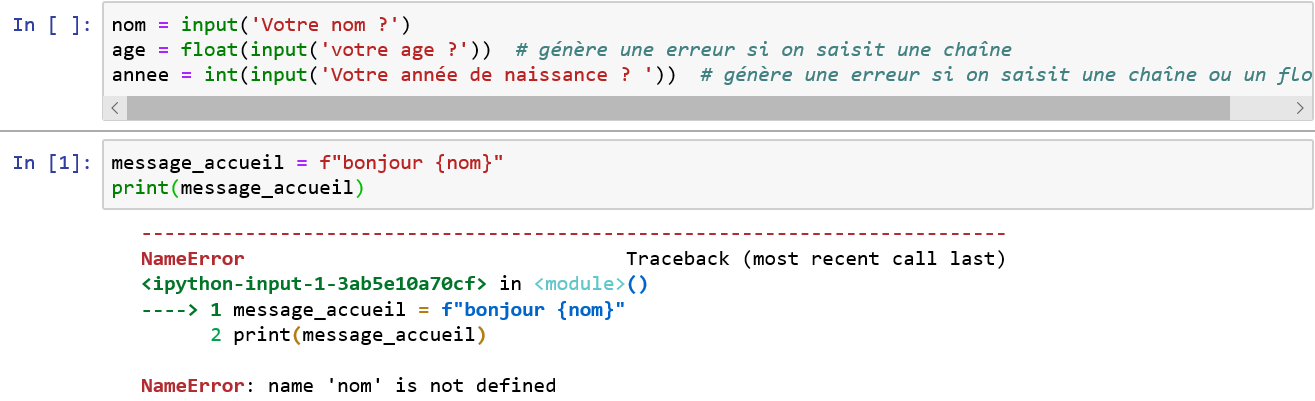 In [ ]: nom = input('Votre nom ?')
age = float(input('votre age ?'))  # génère une erreur si on saisit une chaîne
annee = int(input('Votre année de naissance ? '))  # génère une erreur si on saisit une chaîne ou un flo
In [1]: message_accueil = f"bonjour {nom}"
print(message_accueil)
---------------------------------------------------------------------------
NameError                                 Traceback (most recent call last)
<ipython-input-1-3ab5e10a70cf> in <module>()
----> 1 message_accueil = f"bonjour {nom}"
      2 print(message_accueil)
NameError: name 'nom' is not defined